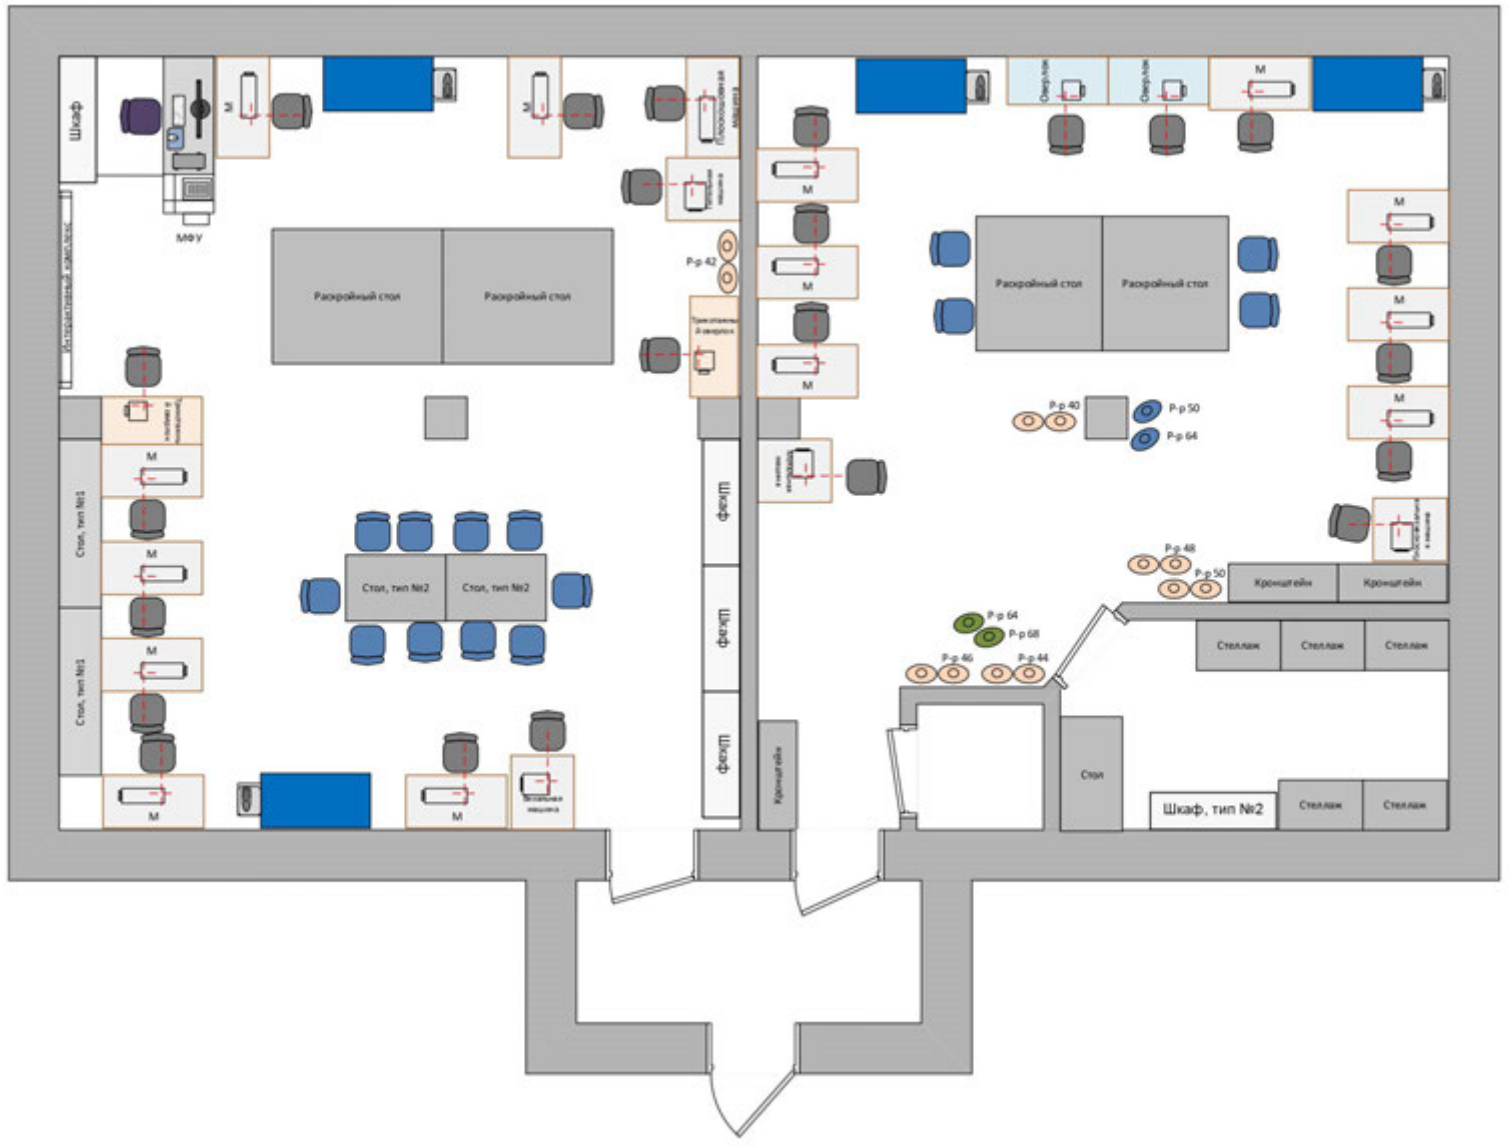 Шкаф
М
М
Оверлок
Оверлок
М
МФУ
Интерактивный комплекс
Раскройный стол
Раскройный стол
Р-р 42
М
М
М
Раскройный стол
Раскройный стол
М
М
М
Р-р 40
Р-р 50
Р-р 64
Стол, тип №1
Стол, тип №1
М
М
М
М
Стол, тип №2
Стол, тип №2
М
машина
Шкаф
Шкаф
Шкаф
Р-р 48
Р-р 50
Кронштейн
Кронштейн
Р-р 64
Р-р 68
Р-р 46
Р-р 44
Стеллаж
Стеллаж
Стеллаж
Кронштейн
Стол
Шкаф, тип №2
Стеллаж
Стеллаж